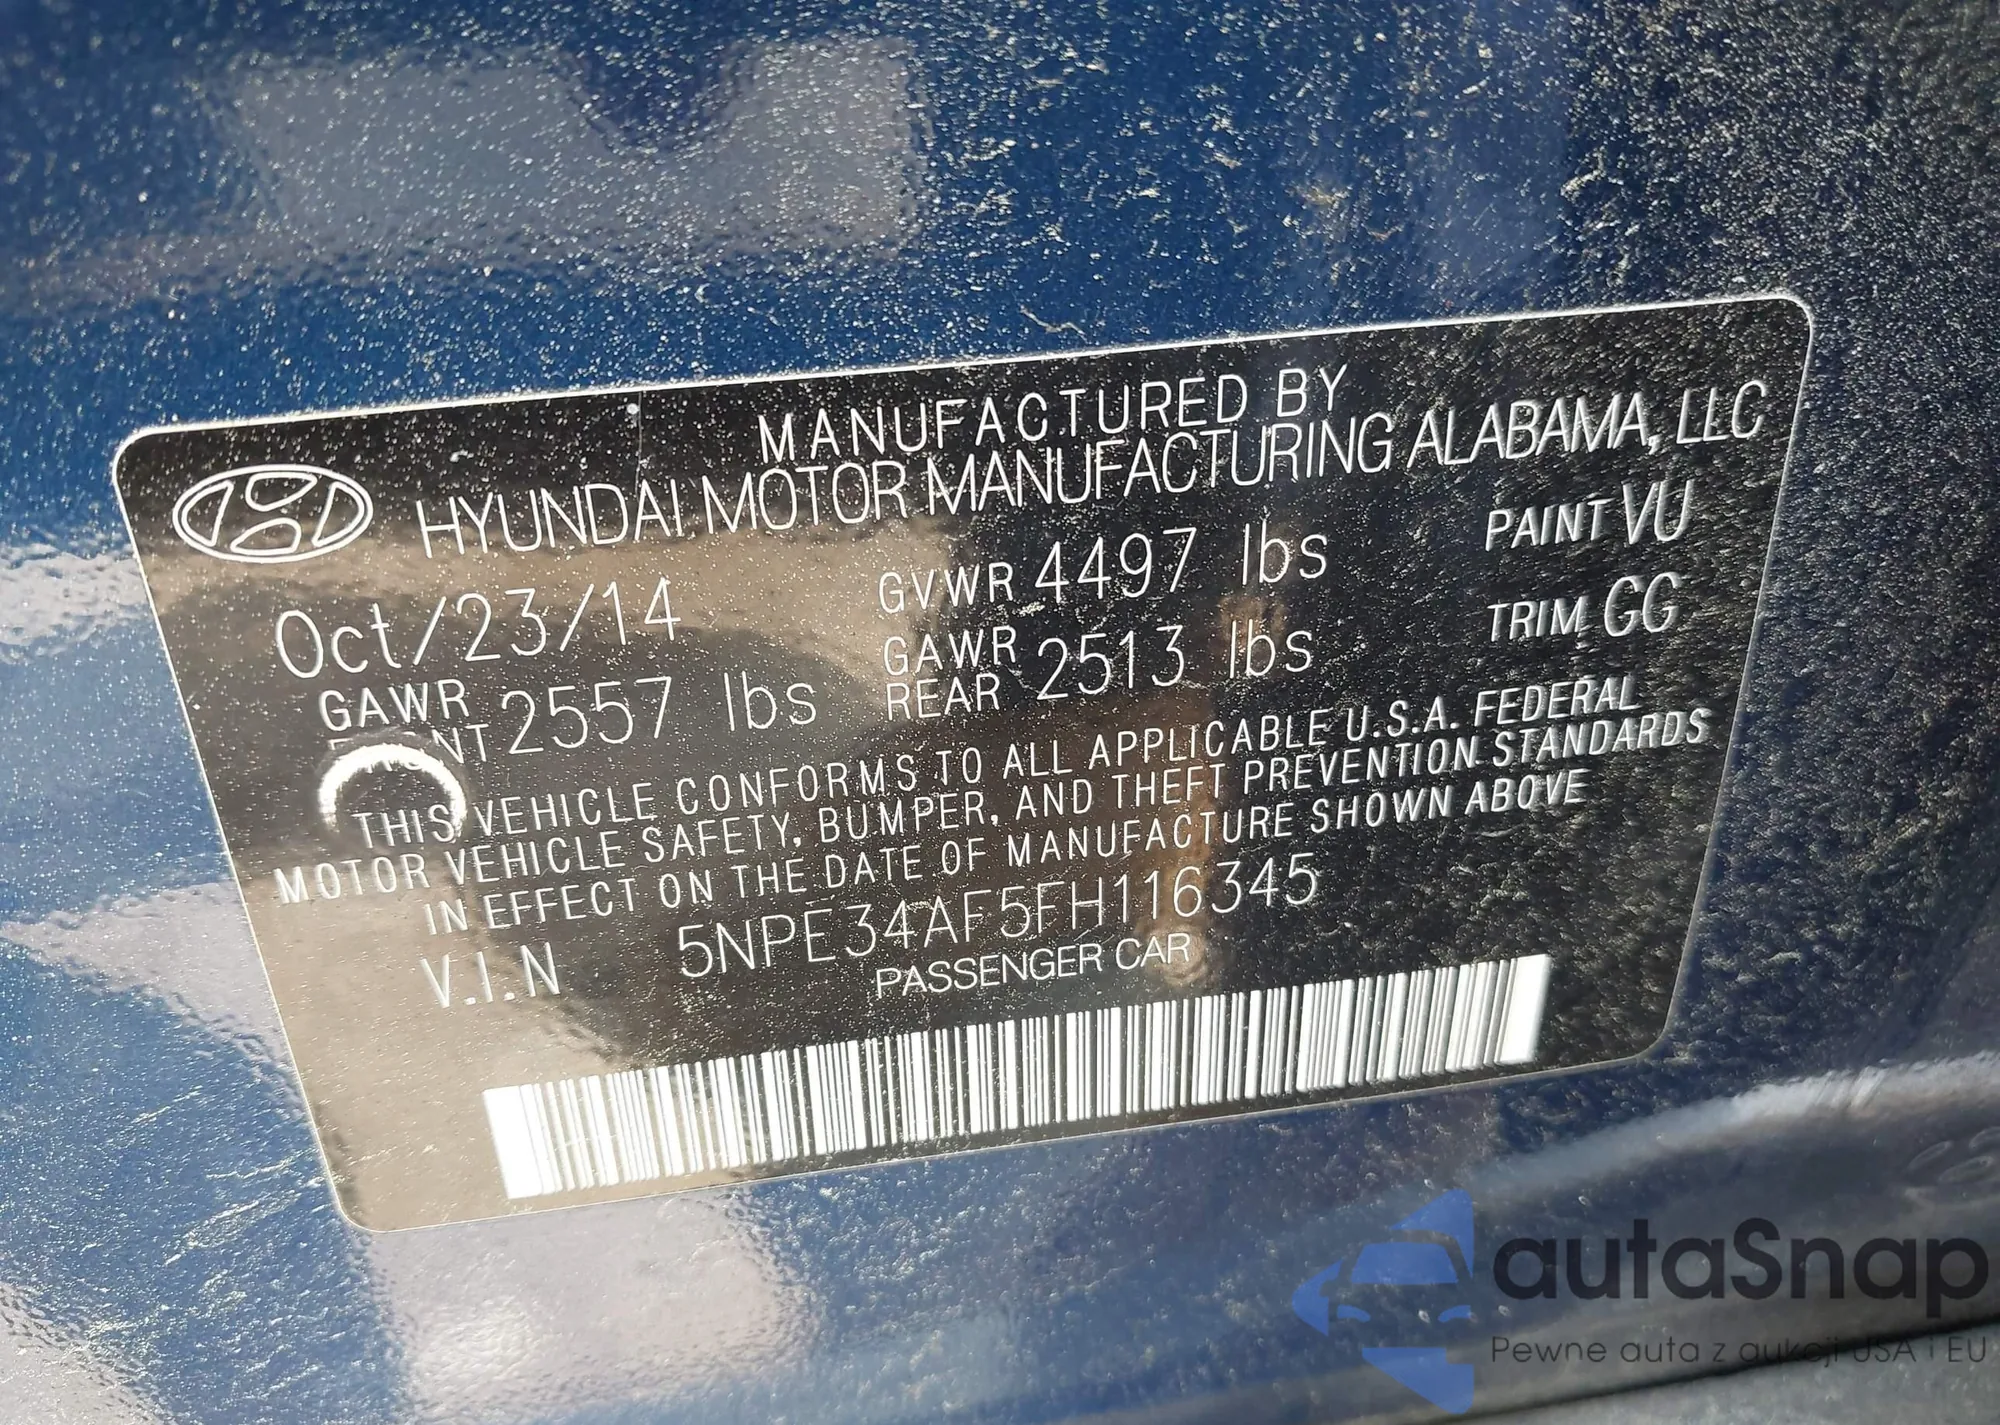 MANUFACTURED BY
HYUNDAI MOTOR MANUFACTURING ALABAMA, LLC
Oct/23/14 GVWR 4497 lbs PAINT VU
GAWR FRONT 2557 lbs GAWR REAR 2513 lbs TRIM GG
THIS VEHICLE CONFORMS TO ALL APPLICABLE U.S.A. FEDERAL
MOTOR VEHICLE SAFETY, BUMPER, AND THEFT PREVENTION STANDARDS
IN EFFECT ON THE DATE OF MANUFACTURE SHOWN ABOVE
V.I.N 5NPE34AF5FH116345
PASSENGER CAR
autaSnap
Pewne auta z aukcji USA i EU